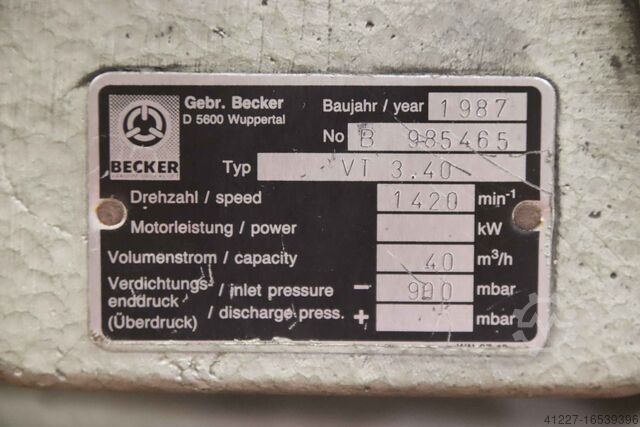 Gebr. Becker
D 5600 Wuppertal
BECKER
Baujahr / year 1987
No B 985465
Typ VT 3.40
Drehzahl / speed 1420 min-1
Motorleistung / power kW
Volumenstrom / capacity 40 m³/h
Verdichtungs- / inlet pressure − 900 mbar
enddruck
(Überdruck) / discharge press. + mbar
41227-16539396